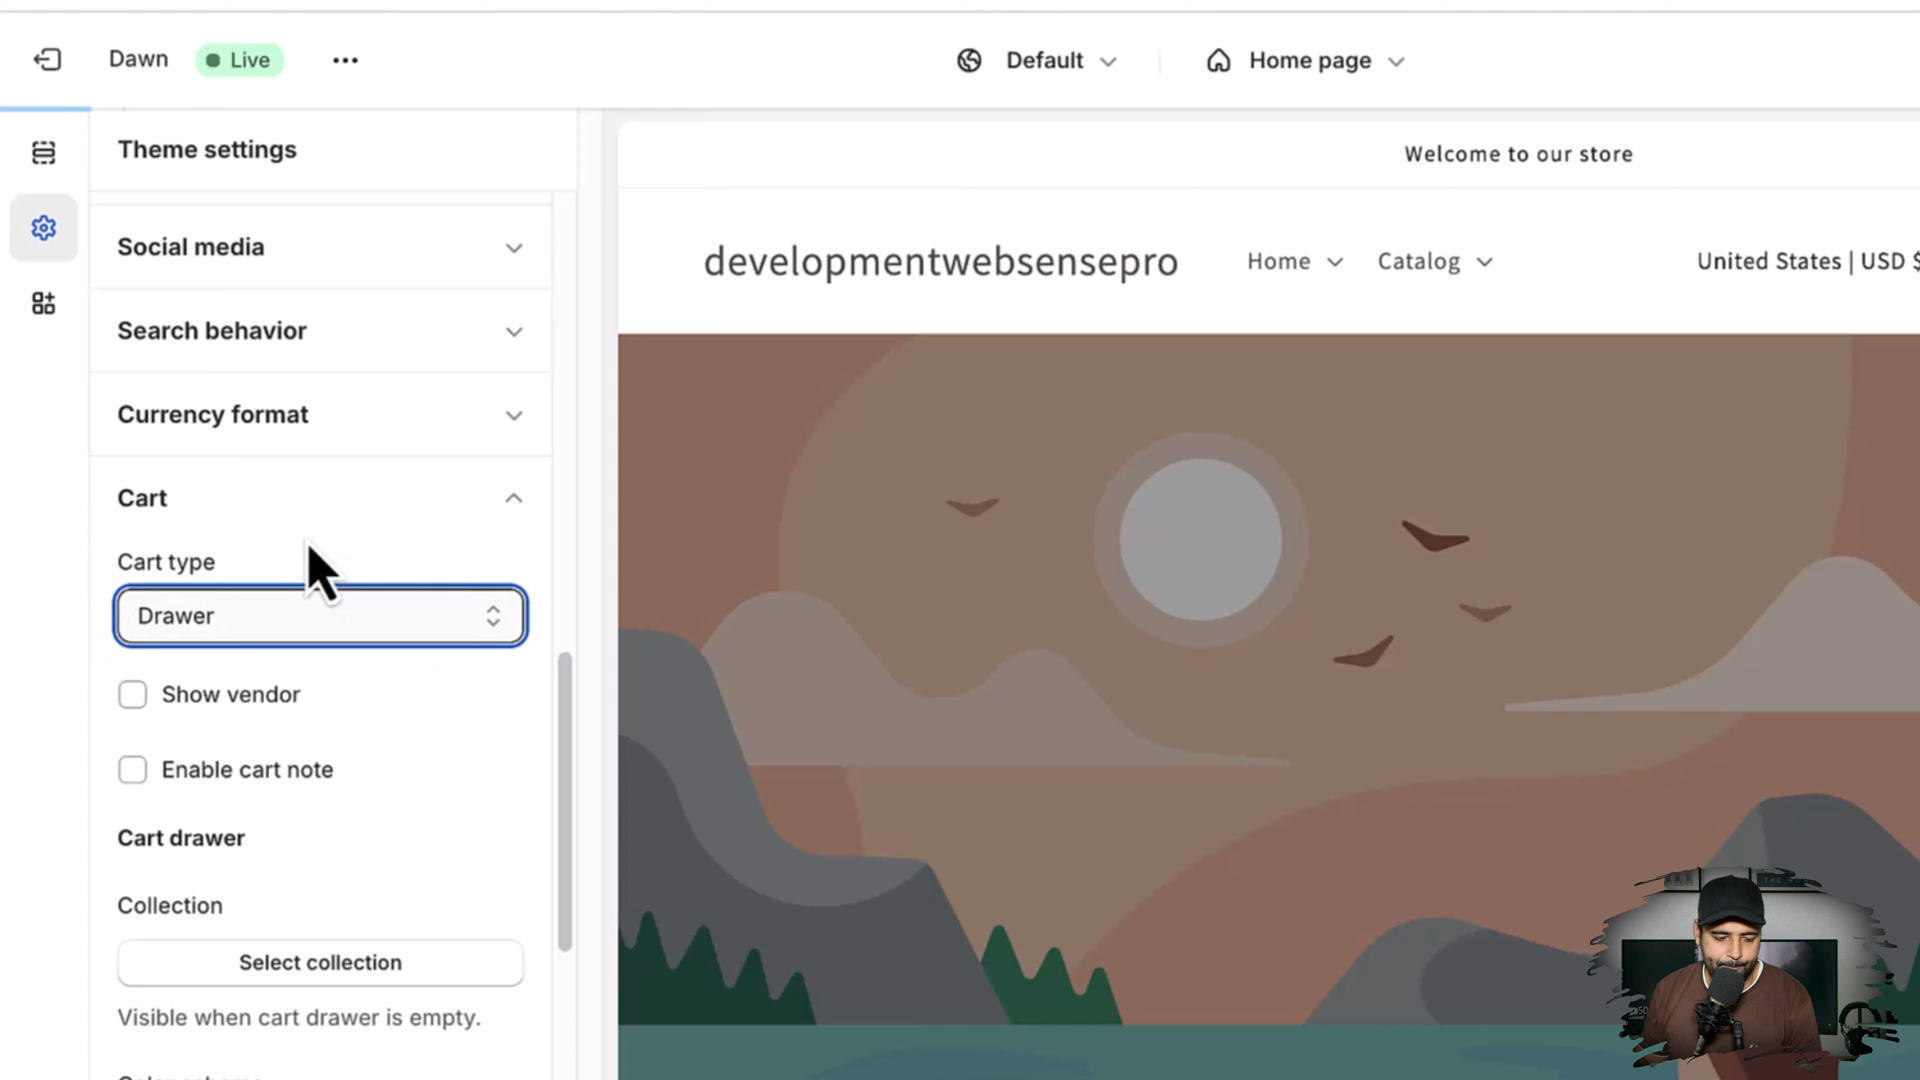 Dawn
Live
Default
Home page
Theme settings
Social media
Search behavior
Currency format
Cart
Cart type
Drawer
Show vendor
Enable cart note
Cart drawer
Collection
Select collection
Visible when cart drawer is empty.
Welcome to our store
developmentwebsensepro
Home
Catalog
United States | USD $